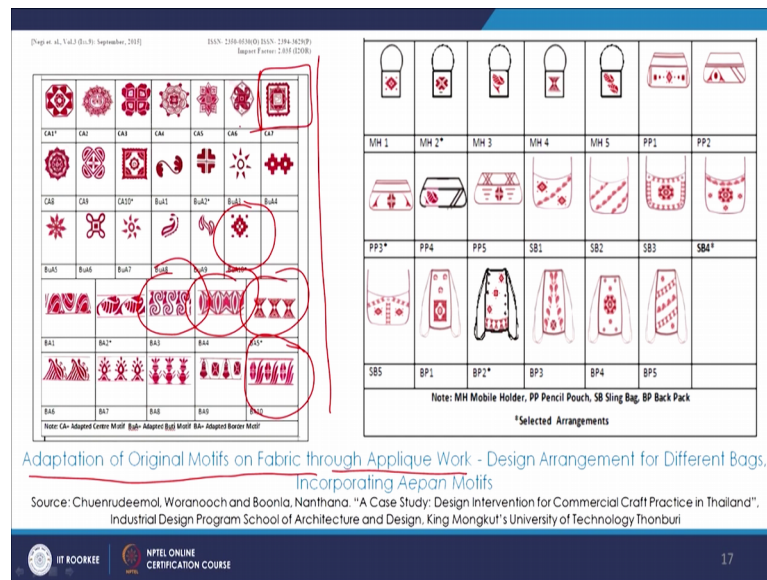 [Negi et. al., Vol.3 (Iss.9): September, 2015]
ISSN- 2350-0530(O) ISSN- 2394-3629(P)
Impact Factor: 2.035 (I2OR)
CA1* CA2 CA3 CA4 CA5 CA6 CA7
CA8 CA9 CA10* BuA1 BuA2* BuA3 BuA4
BuA5 BuA6 BuA7 BuA8 BuA9 BuA10*
BA1 BA2* BA3 BA4 BA5*
BA6 BA7 BA8 BA9 BA10
Note: CA= Adapted Centre Motif BuA= Adapted Buti Motif BA= Adapted Border Motif
MH 1 MH 2* MH 3 MH 4 MH 5 PP1 PP2
PP3* PP4 PP5 SB1 SB2 SB3 SB4*
SB5 BP1 BP2* BP3 BP4 BP5
Note: MH Mobile Holder, PP Pencil Pouch, SB Sling Bag, BP Back Pack
*Selected Arrangements
Adaptation of Original Motifs on Fabric through Applique Work - Design Arrangement for Different Bags,
Incorporating Aepan Motifs
Source: Chuenrudeemol, Woranooch and Boonla, Nanthana. “A Case Study: Design Intervention for Commercial Craft Practice in Thailand”,
Industrial Design Program School of Architecture and Design, King Mongkut’s University of Technology Thonburi
IIT ROORKEE
NPTEL ONLINE
CERTIFICATION COURSE
17